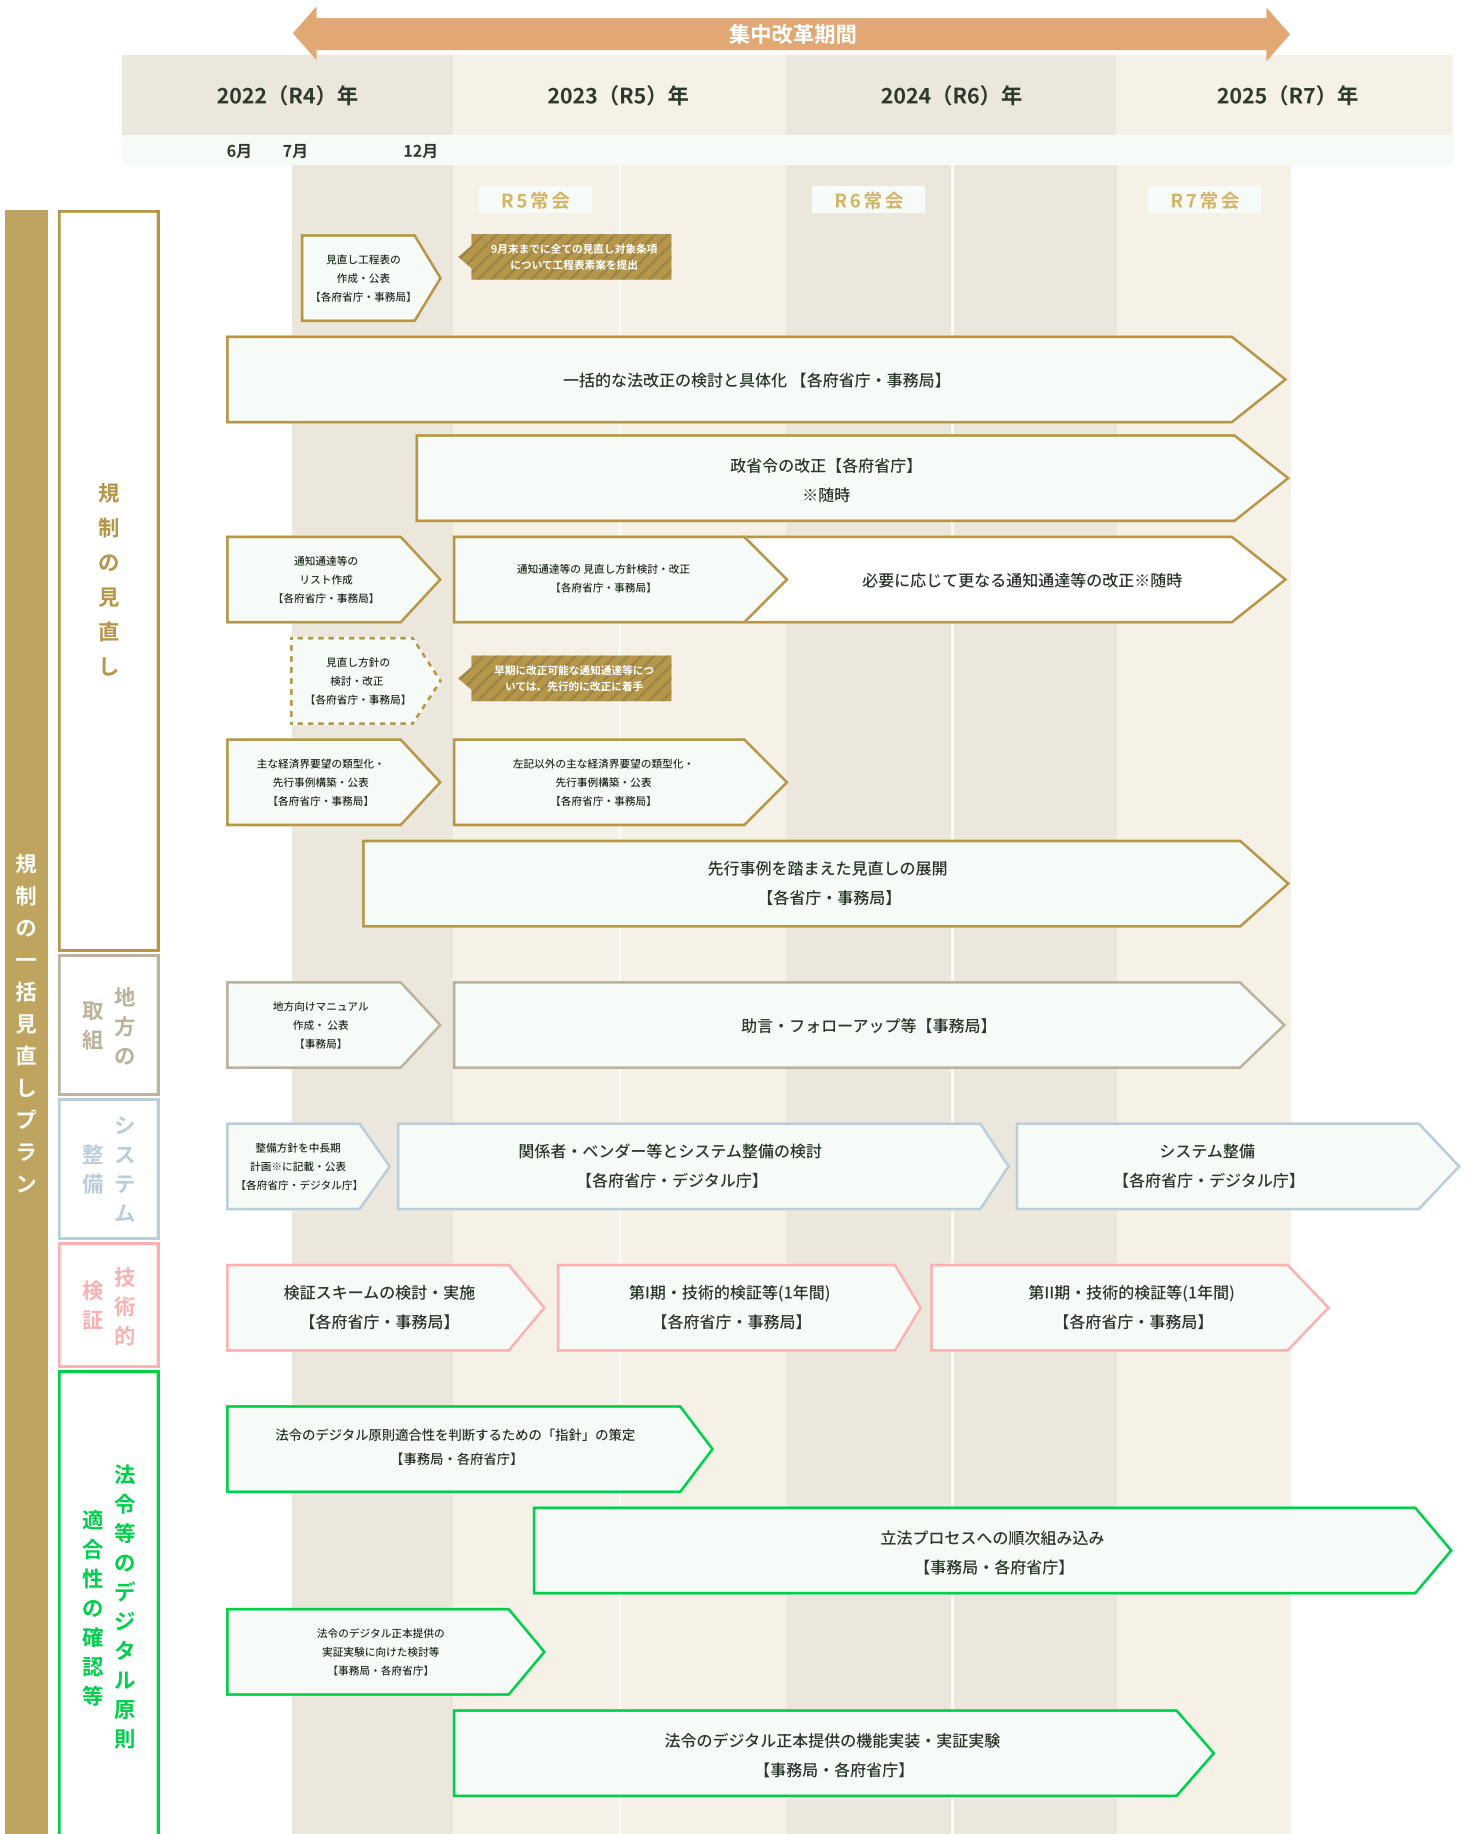 集中改革期間
2022（R4）年
2023（R5）年
2024（R6）年
2025（R7）年
6月
7月
12月
R5常会
R6常会
R7常会
規制の一括見直しプラン
規制の見直し
見直し工程表の
作成・公表
【各府省庁・事務局】
9月末までに全ての見直し対象条項
について工程表素案を提出
一括的な法改正の検討と具体化 【各府省庁・事務局】
政省令の改正【各府省庁】
※随時
通知通達等の
リスト作成
【各府省庁・事務局】
通知通達等の 見直し方針検討・改正
【各府省庁・事務局】
必要に応じて更なる通知通達等の改正※随時
見直し方針の
検討・改正
【各府省庁・事務局】
早期に改正可能な通知通達等につ
いては、先行的に改正に着手
主な経済界要望の類型化・
先行事例構築・公表
【各府省庁・事務局】
左記以外の主な経済界要望の類型化・
先行事例構築・公表
【各府省庁・事務局】
先行事例を踏まえた見直しの展開
【各省庁・事務局】
地方の
取組
地方向けマニュアル
作成・ 公表
【事務局】
助言・フォローアップ等【事務局】
システム
整備
整備方針を中長期
計画※に記載・公表
【各府省庁・デジタル庁】
関係者・ベンダー等とシステム整備の検討
【各府省庁・デジタル庁】
システム整備
【各府省庁・デジタル庁】
技術的
検証
検証スキームの検討・実施
【各府省庁・事務局】
第I期・技術的検証等(1年間)
【各府省庁・事務局】
第II期・技術的検証等(1年間)
【各府省庁・事務局】
法令等のデジタル原則
適合性の確認等
法令のデジタル原則適合性を判断するための「指針」の策定
【事務局・各府省庁】
立法プロセスへの順次組み込み
【事務局・各府省庁】
法令のデジタル正本提供の
実証実験に向けた検討等
【事務局・各府省庁】
法令のデジタル正本提供の機能実装・実証実験
【事務局・各府省庁】